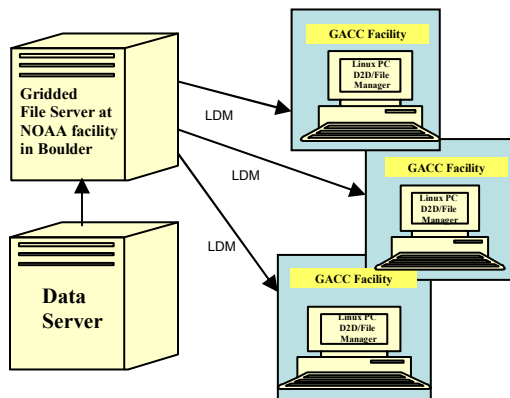 GACC Facility
Linux PC
D2D/File
Manager
Gridded
File Server at
NOAA facility
in Boulder
LDM
GACC Facility
Linux PC
D2D/File
Manager
LDM
LDM
GACC Facility
Data
Server
Linux PC
D2D/File
Manager